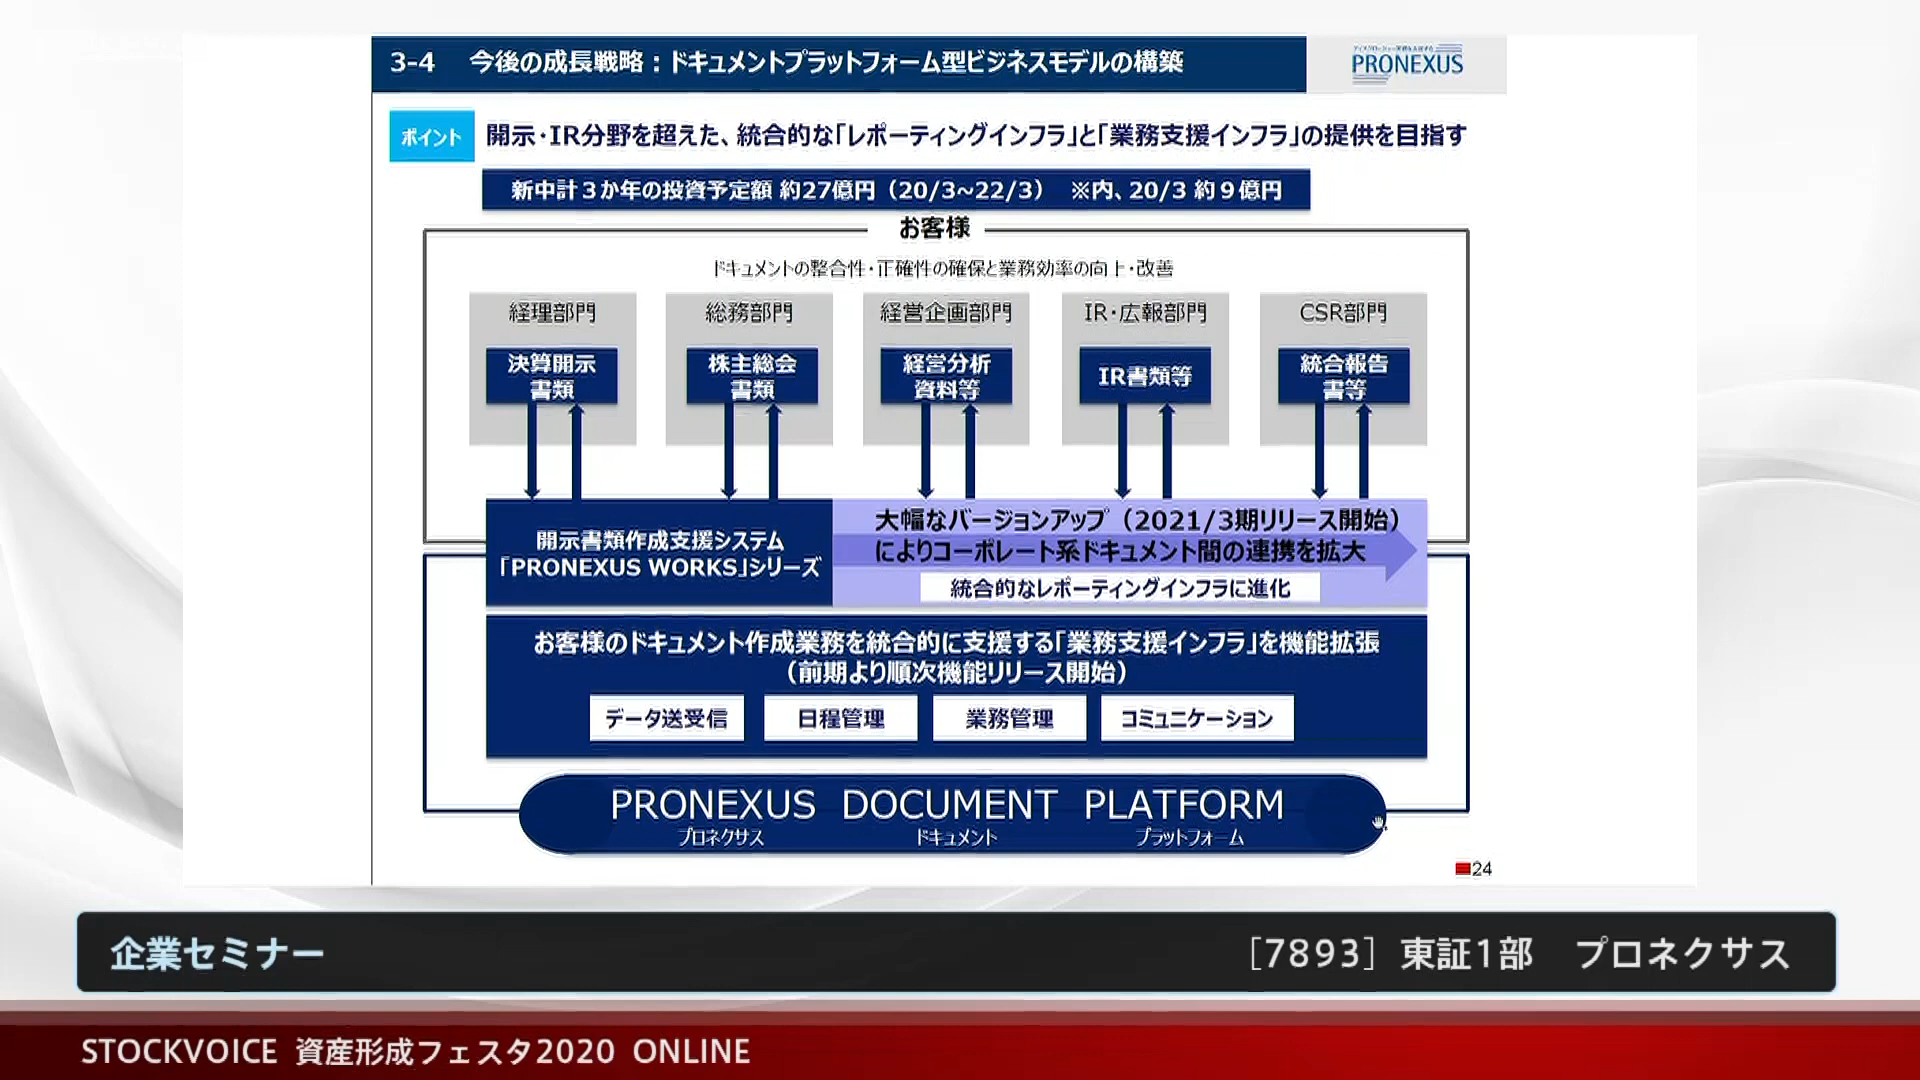 3-4 今後の成長戦略：ドキュメントプラットフォーム型ビジネスモデルの構築
PRONEXUS
ポイント 開示・IR分野を超えた、統合的な「レポーティングインフラ」と「業務支援インフラ」の提供を目指す
新中計３か年の投資予定額 約27億円（20/3~22/3） ※内、20/3 約９億円
お客様
ドキュメントの整合性・正確性の確保と業務効率の向上・改善
経理部門
決算開示
書類
総務部門
株主総会
書類
経営企画部門
経営分析
資料等
IR・広報部門
IR書類等
CSR部門
統合報告
書等
開示書類作成支援システム
「PRONEXUS WORKS」シリーズ
大幅なバージョンアップ（2021/3期リリース開始）
によりコーポレート系ドキュメント間の連携を拡大
統合的なレポーティングインフラに進化
お客様のドキュメント作成業務を統合的に支援する「業務支援インフラ」を機能拡張
（前期より順次機能リリース開始）
データ送受信 日程管理 業務管理 コミュニケーション
PRONEXUS DOCUMENT PLATFORM
プロネクサス ドキュメント プラットフォーム
24
企業セミナー ［7893］東証1部 プロネクサス
STOCKVOICE 資産形成フェスタ2020 ONLINE